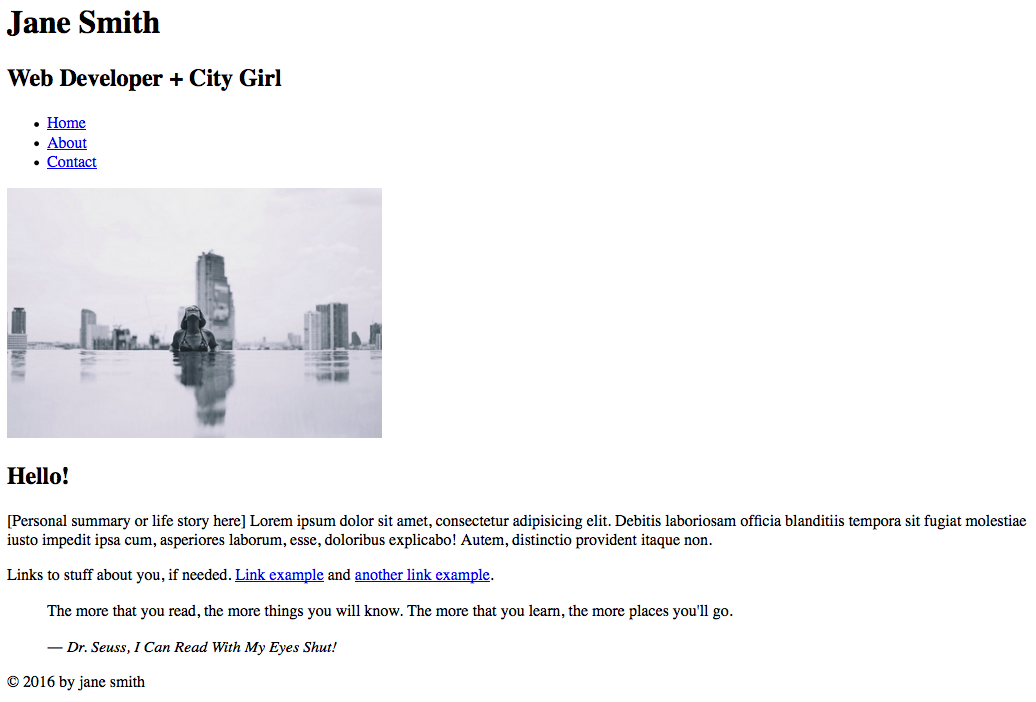 Jane Smith
Web Developer + City Girl
Home
About
Contact
Hello!
[Personal summary or life story here] Lorem ipsum dolor sit amet, consectetur adipisicing elit. Debitis laboriosam officia blanditiis tempora sit fugiat molestiae
iusto impedit ipsa cum, asperiores laborum, esse, doloribus explicabo! Autem, distinctio provident itaque non.
Links to stuff about you, if needed. Link example and another link example.
The more that you read, the more things you will know. The more that you learn, the more places you'll go.
— Dr. Seuss, I Can Read With My Eyes Shut!
© 2016 by jane smith